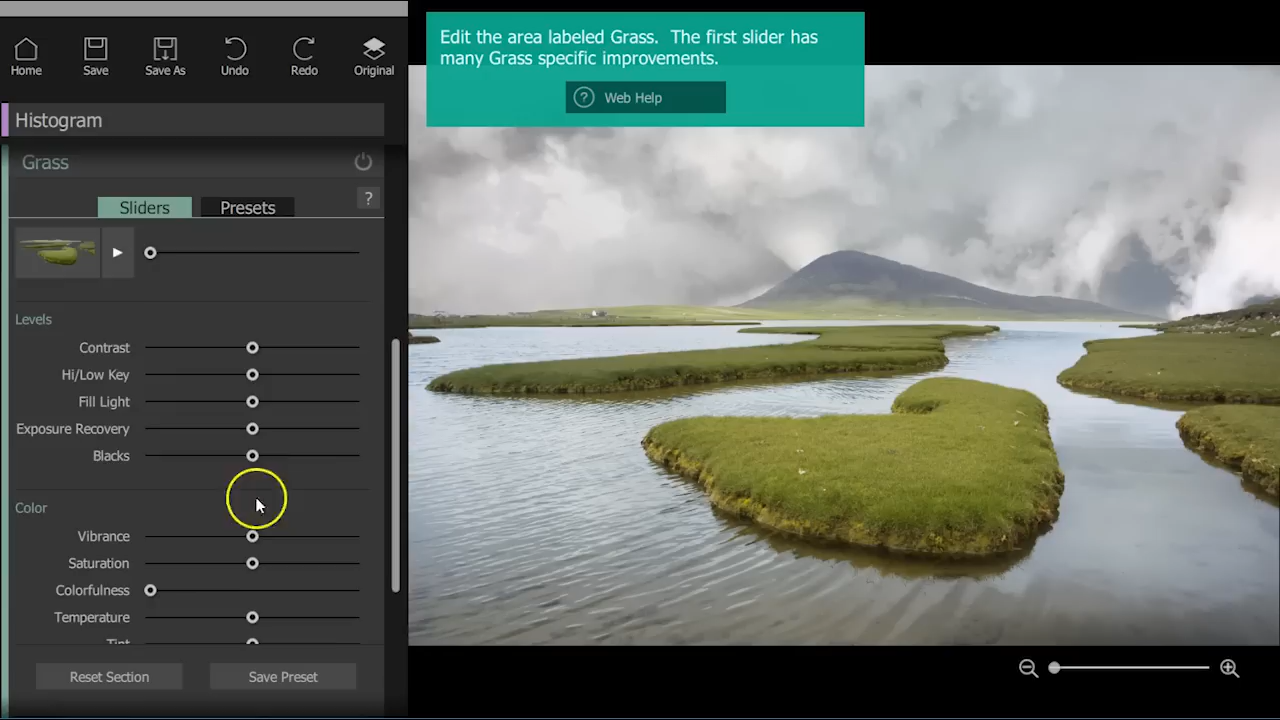 Home
Save
Save As
Undo
Redo
Original
Edit the area labeled Grass. The first slider has
many Grass specific improvements.
? Web Help
Histogram
Grass
Sliders
Presets
?
Levels
Contrast
Hi/Low Key
Fill Light
Exposure Recovery
Blacks
Color
Vibrance
Saturation
Colorfulness
Temperature
Tint
Reset Section
Save Preset